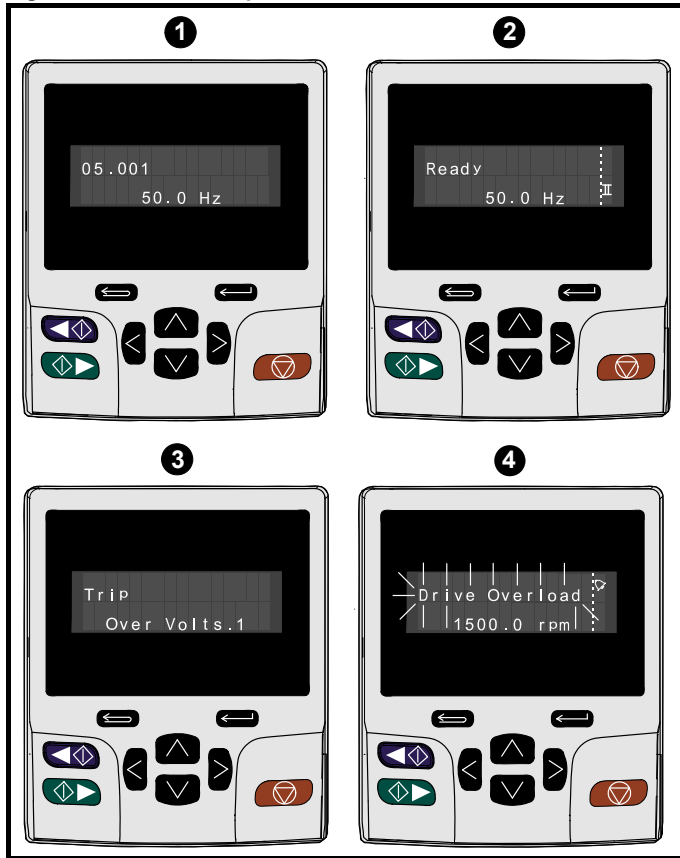 1
05.001
50.0 Hz
2
Ready
50.0 Hz
3
Trip
Over Volts.1
4
Drive Overload
1500.0 rpm